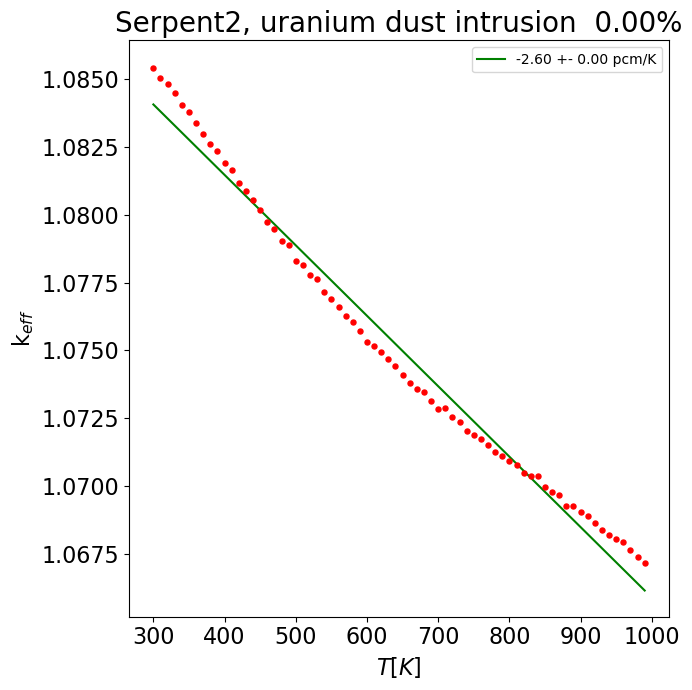 Serpent2, uranium dust intrusion  0.00%
-2.60 +- 0.00 pcm/K
1.0850
1.0825
1.0800
1.0775
1.0750
1.0725
1.0700
1.0675
k_eff
300 400 500 600 700 800 900 1000
T[K]